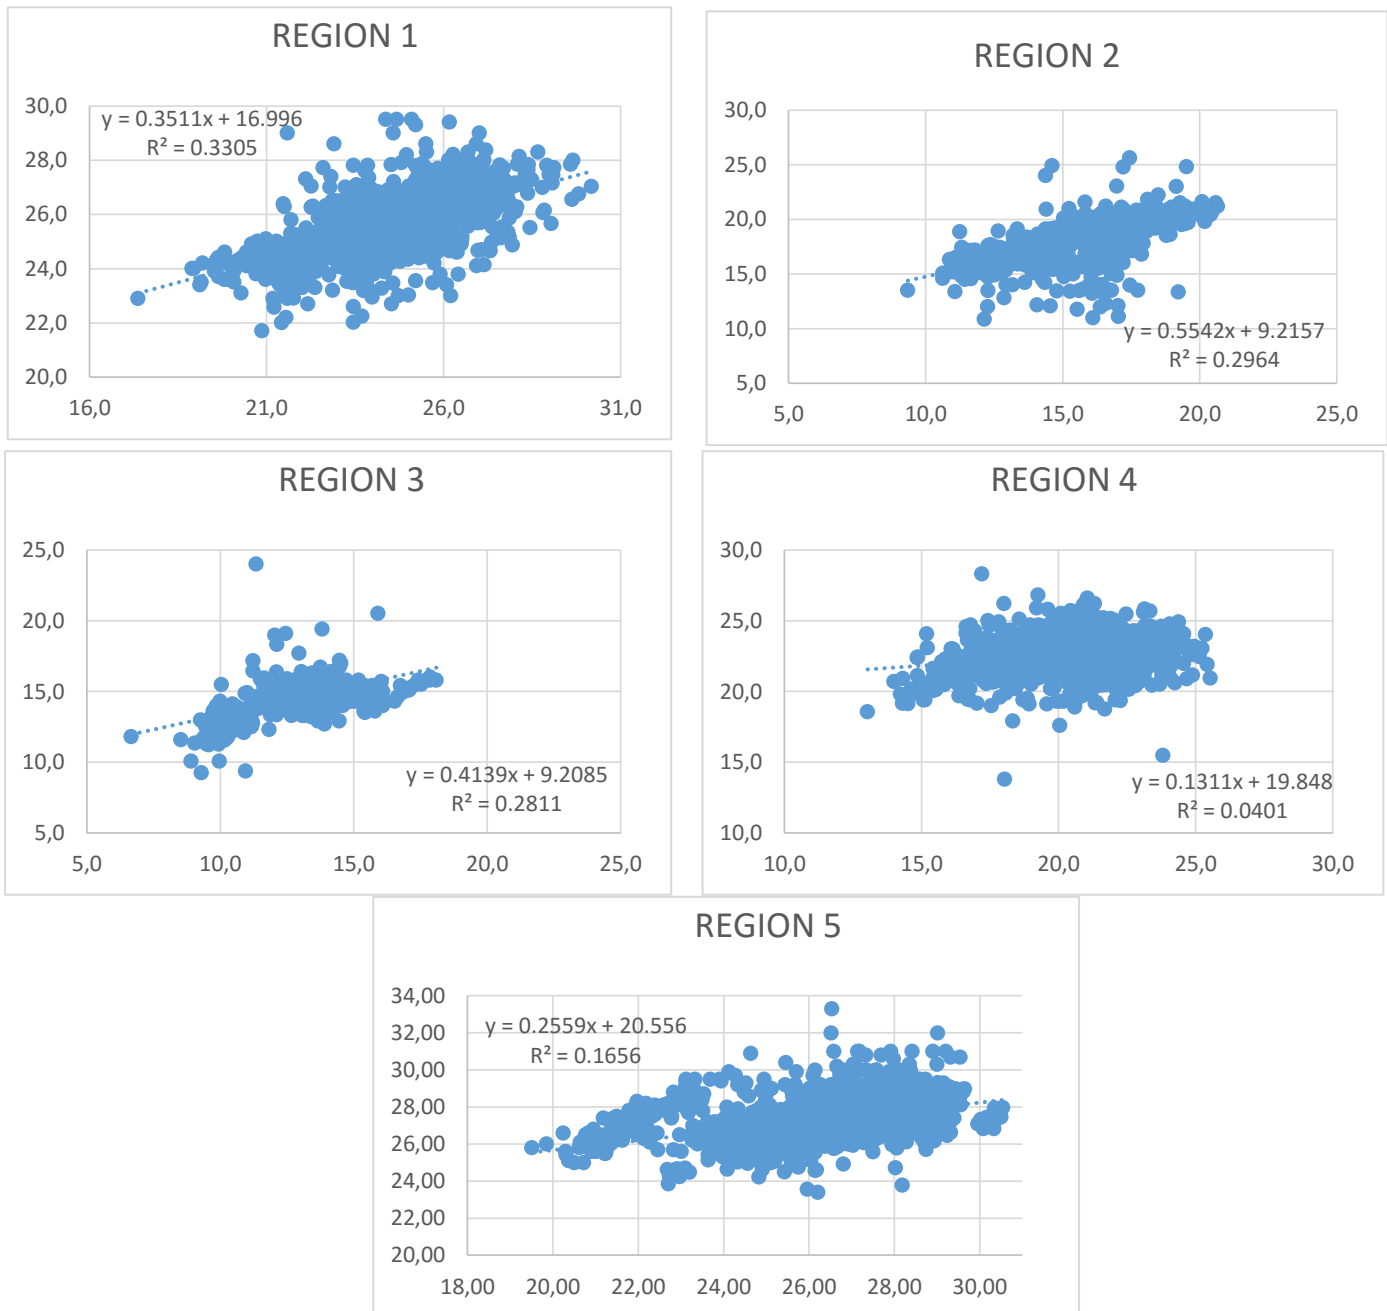 REGION 1
y = 0.3511x + 16.996
R² = 0.3305
30,0
28,0
26,0
24,0
22,0
20,0
16,0 21,0 26,0 31,0
REGION 2
30,0
25,0
20,0
15,0
10,0
5,0
y = 0.5542x + 9.2157
R² = 0.2964
5,0 10,0 15,0 20,0 25,0
REGION 3
25,0
20,0
15,0
10,0
5,0
y = 0.4139x + 9.2085
R² = 0.2811
5,0 10,0 15,0 20,0 25,0
REGION 4
30,0
25,0
20,0
15,0
10,0
y = 0.1311x + 19.848
R² = 0.0401
10,0 15,0 20,0 25,0 30,0
REGION 5
34,00
32,00
30,00
28,00
26,00
24,00
22,00
20,00
y = 0.2559x + 20.556
R² = 0.1656
18,00 20,00 22,00 24,00 26,00 28,00 30,00